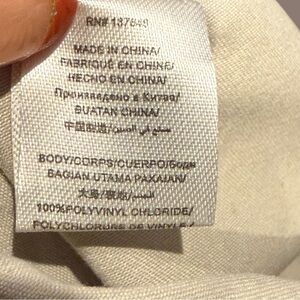 RN# 137649
MADE IN CHINA/
FABRIQUÉ EN CHINE/
HECHO EN CHINA/
Произведено в Китае/
BUATAN CHINA/
中国制造/ صنع في الصين/
BODY/CORPS/CUERPO/боди
BAGIAN UTAMA PAKAIAN/
100%POLYVINYL CHLORIDE/
POLYCHLORURE DE VINYLE/